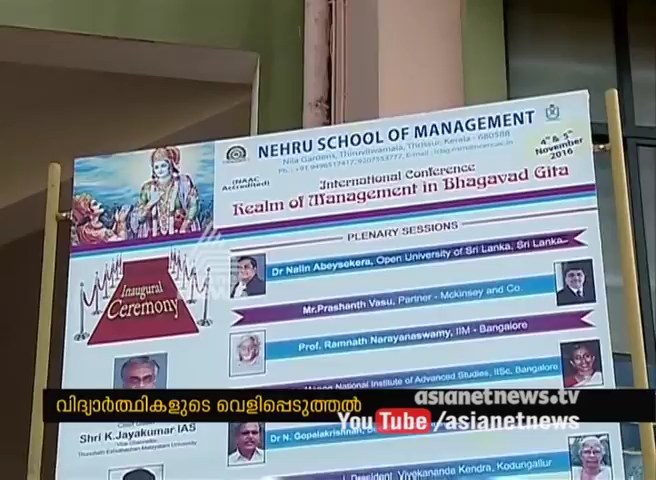 NEHRU SCHOOL OF MANAGEMENT
Nila Gardens, Thiruvilwamala, Thrissur, Kerala - 680588
(NAAC
Accredited)
4th & 5th
November
2016
International Conference
Realm of Management in Bhagavad Gita
PLENARY SESSIONS
Inaugural
Ceremony
Dr Nalin Abeysekera, Open University of Sri Lanka, Sri Lanka
Mr.Prashanth Vasu, Partner - Mckinsey and Co.
Prof. Ramnath Narayanaswamy, IIM - Bangalore
National Institute of Advanced Studies, IISc, Bangalore
വിദ്യാർത്ഥികളുടെ വെളിപ്പെടുത്തൽ
asianetnews.tv
YouTube /asianetnews
Shri K.Jayakumar IAS
Vice Chancellor
Dr N. Gopalakrishnan,
President, Vivekananda Kendra, Kodungallur